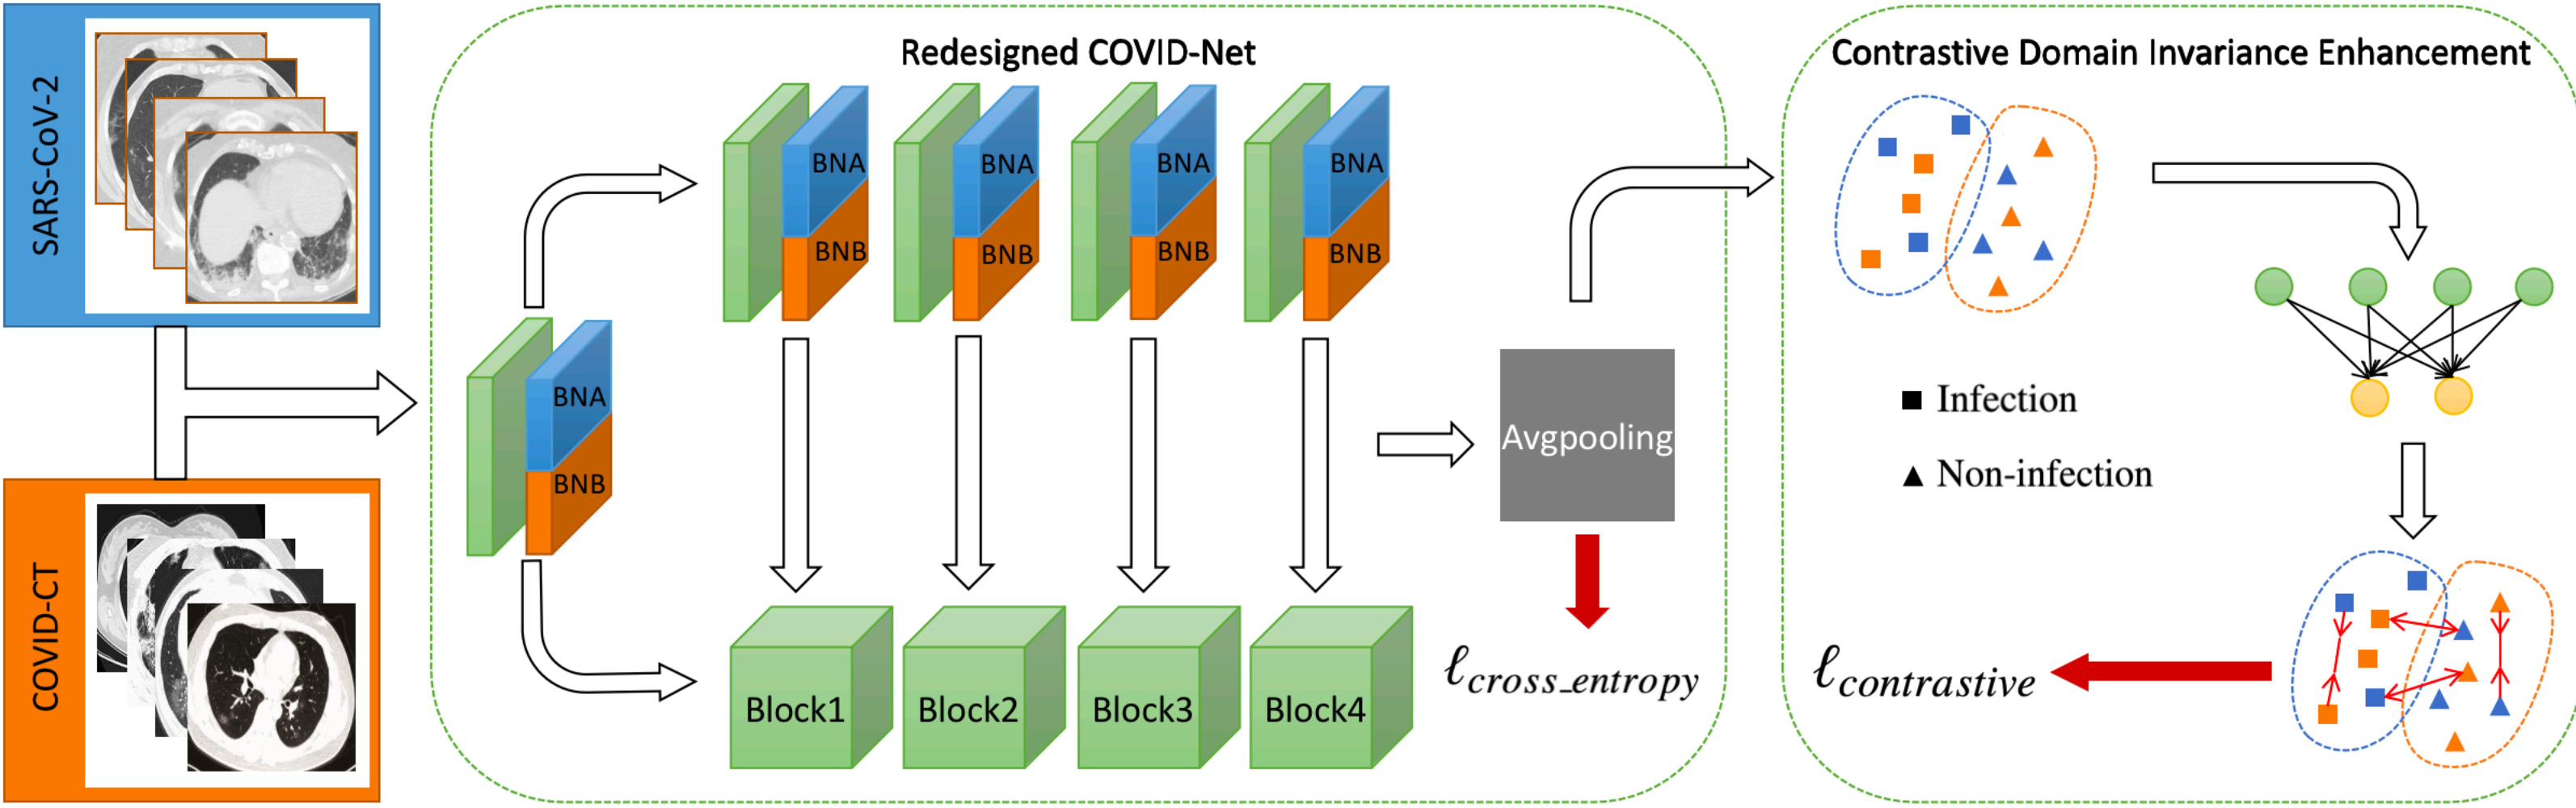 SARS-CoV-2
COVID-CT
Redesigned COVID-Net
BNA
BNB
BNA
BNB
BNA
BNB
BNA
BNB
BNA
BNB
Block1
Block2
Block3
Block4
Avgpooling
ℓcross_entropy
Contrastive Domain Invariance Enhancement
Infection
Non-infection
ℓcontrastive